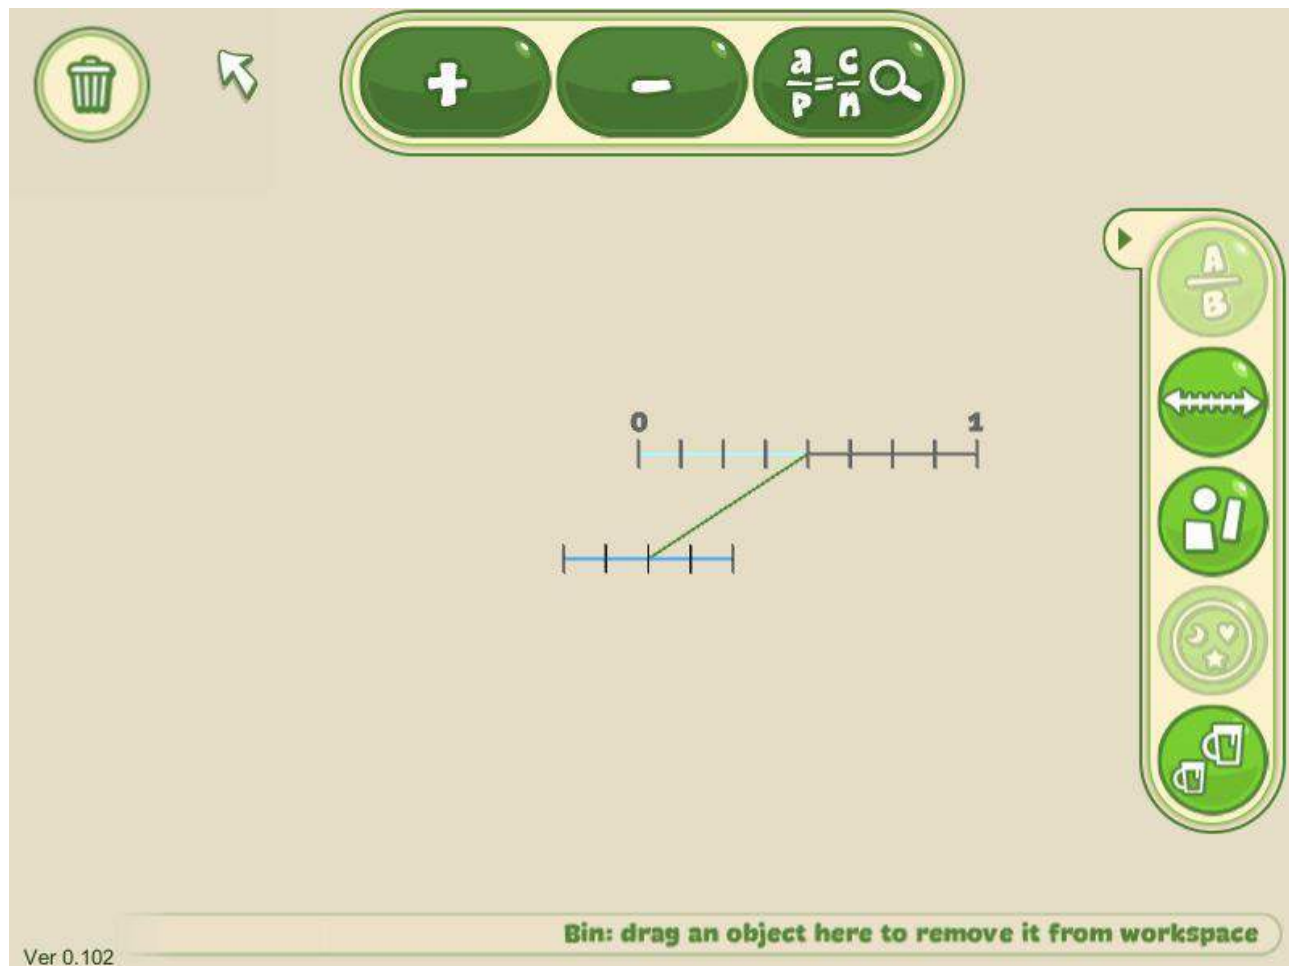 +
-
a/p=c/n
A
B
0 1
Bin: drag an object here to remove it from workspace
Ver 0.102